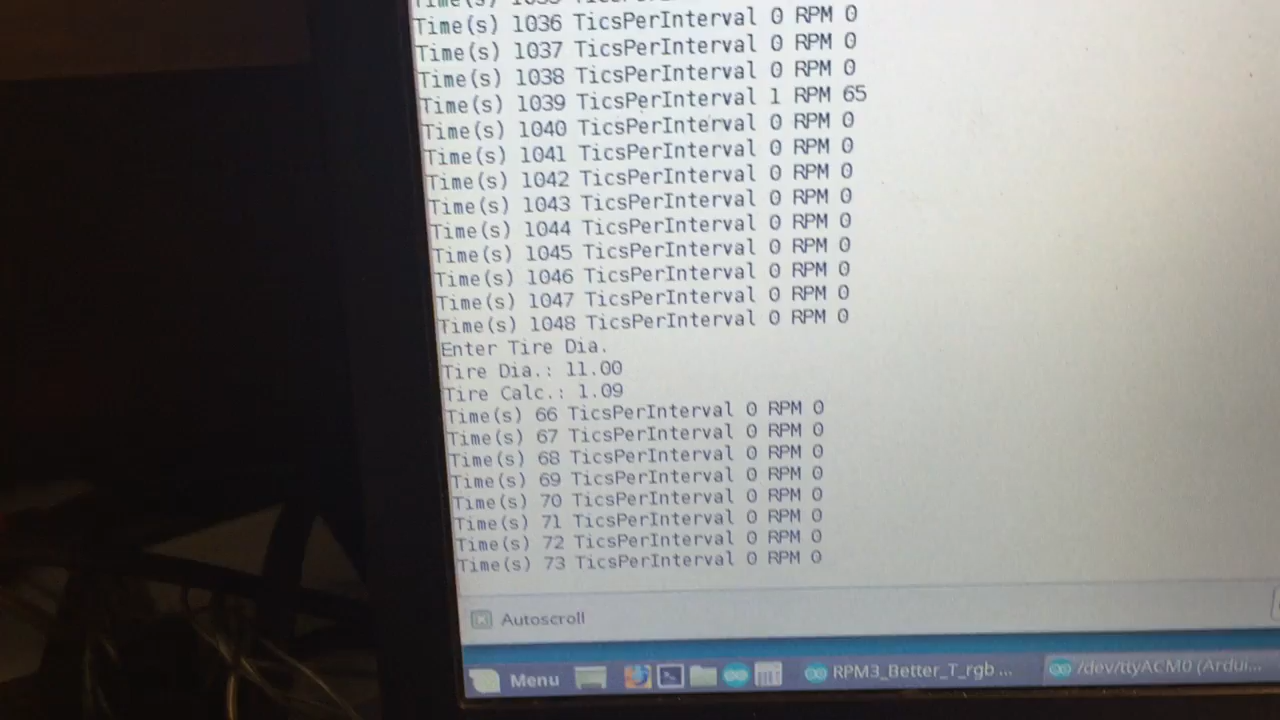 Time(s) 1036 TicsPerInterval 0 RPM 0
Time(s) 1037 TicsPerInterval 0 RPM 0
Time(s) 1038 TicsPerInterval 0 RPM 0
Time(s) 1039 TicsPerInterval 1 RPM 65
Time(s) 1040 TicsPerInterval 0 RPM 0
Time(s) 1041 TicsPerInterval 0 RPM 0
Time(s) 1042 TicsPerInterval 0 RPM 0
Time(s) 1043 TicsPerInterval 0 RPM 0
Time(s) 1044 TicsPerInterval 0 RPM 0
Time(s) 1045 TicsPerInterval 0 RPM 0
Time(s) 1046 TicsPerInterval 0 RPM 0
Time(s) 1047 TicsPerInterval 0 RPM 0
Time(s) 1048 TicsPerInterval 0 RPM 0
Enter Tire Dia.
Tire Dia.: 11.00
Tire Calc.: 1.09
Time(s) 66 TicsPerInterval 0 RPM 0
Time(s) 67 TicsPerInterval 0 RPM 0
Time(s) 68 TicsPerInterval 0 RPM 0
Time(s) 69 TicsPerInterval 0 RPM 0
Time(s) 70 TicsPerInterval 0 RPM 0
Time(s) 71 TicsPerInterval 0 RPM 0
Time(s) 72 TicsPerInterval 0 RPM 0
Time(s) 73 TicsPerInterval 0 RPM 0
Autoscroll
Menu RPM3_Better_T_rgb ... /dev/ttyACM0 (Ardui...